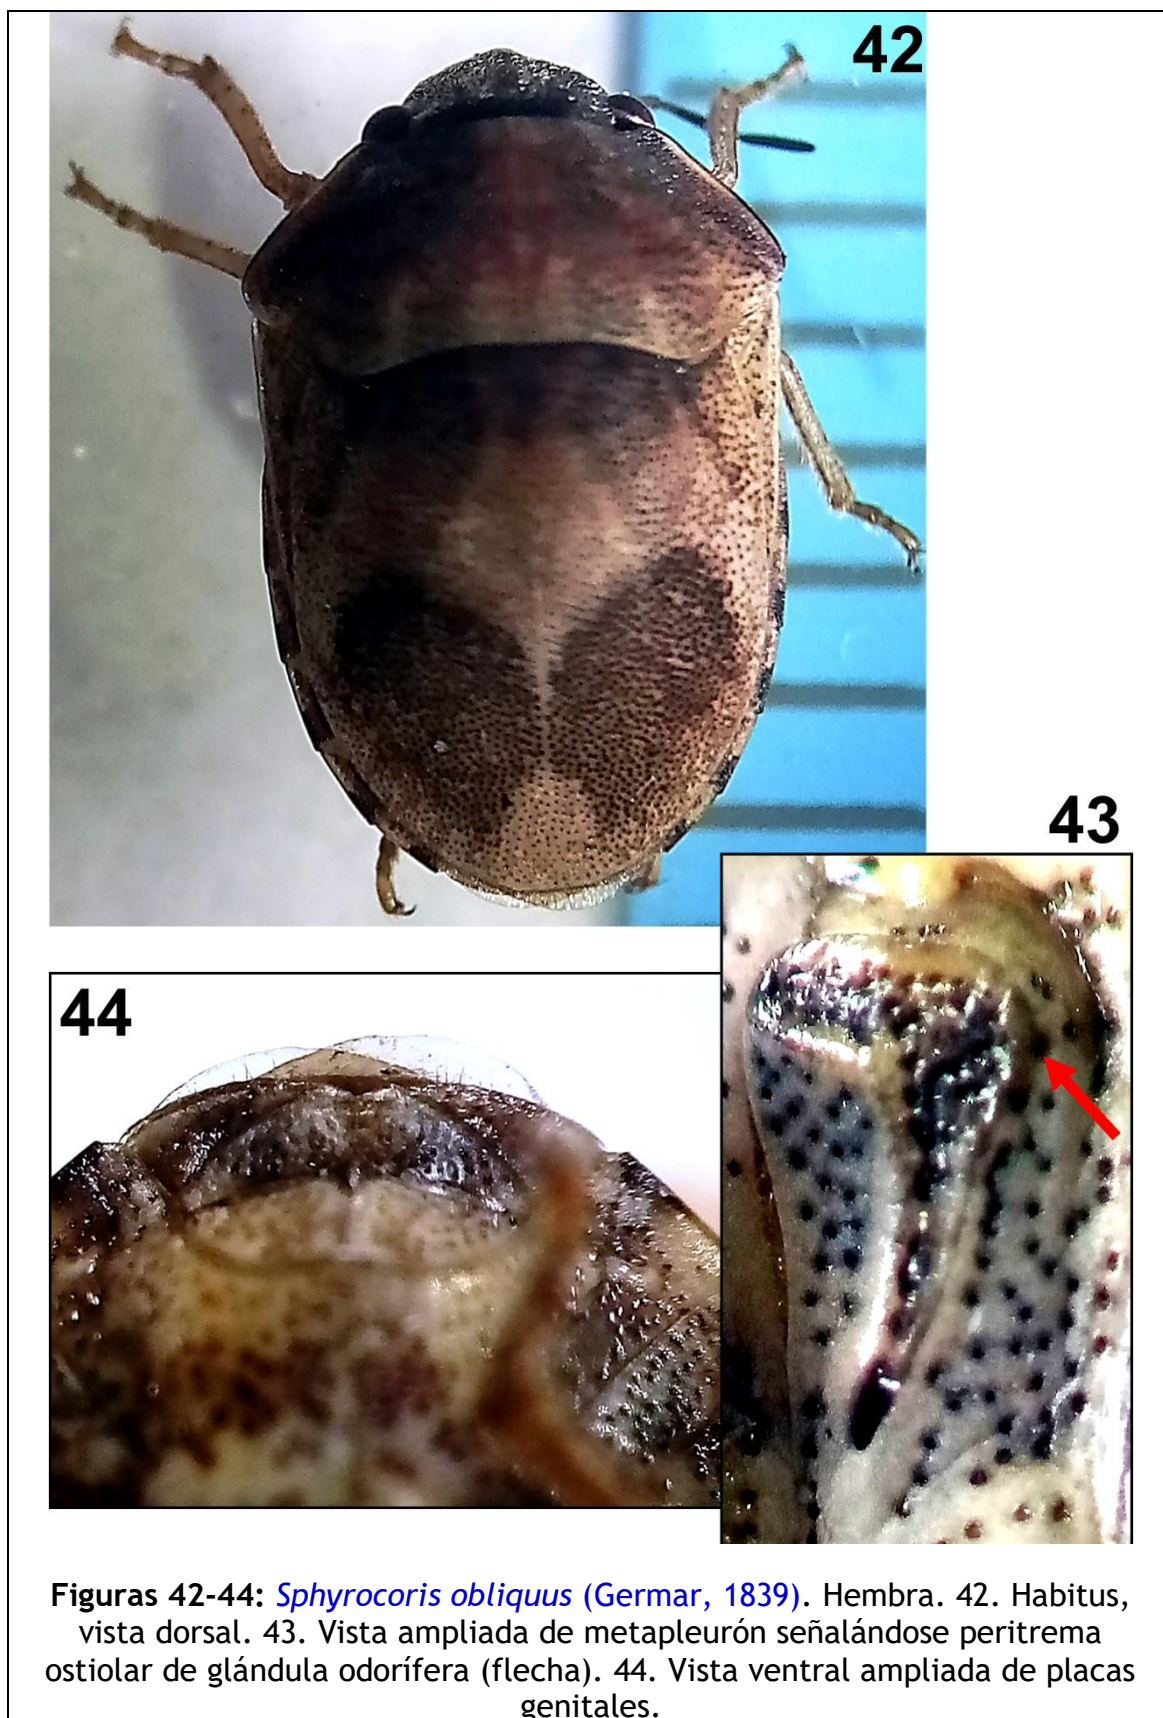 42
43
44
Figuras 42-44: Sphyrocoris obliquus (Germar, 1839). Hembra. 42. Habitus,
vista dorsal. 43. Vista ampliada de metapleurón señalándose peritrema
ostiolar de glándula odorífera (flecha). 44. Vista ventral ampliada de placas
genitales.